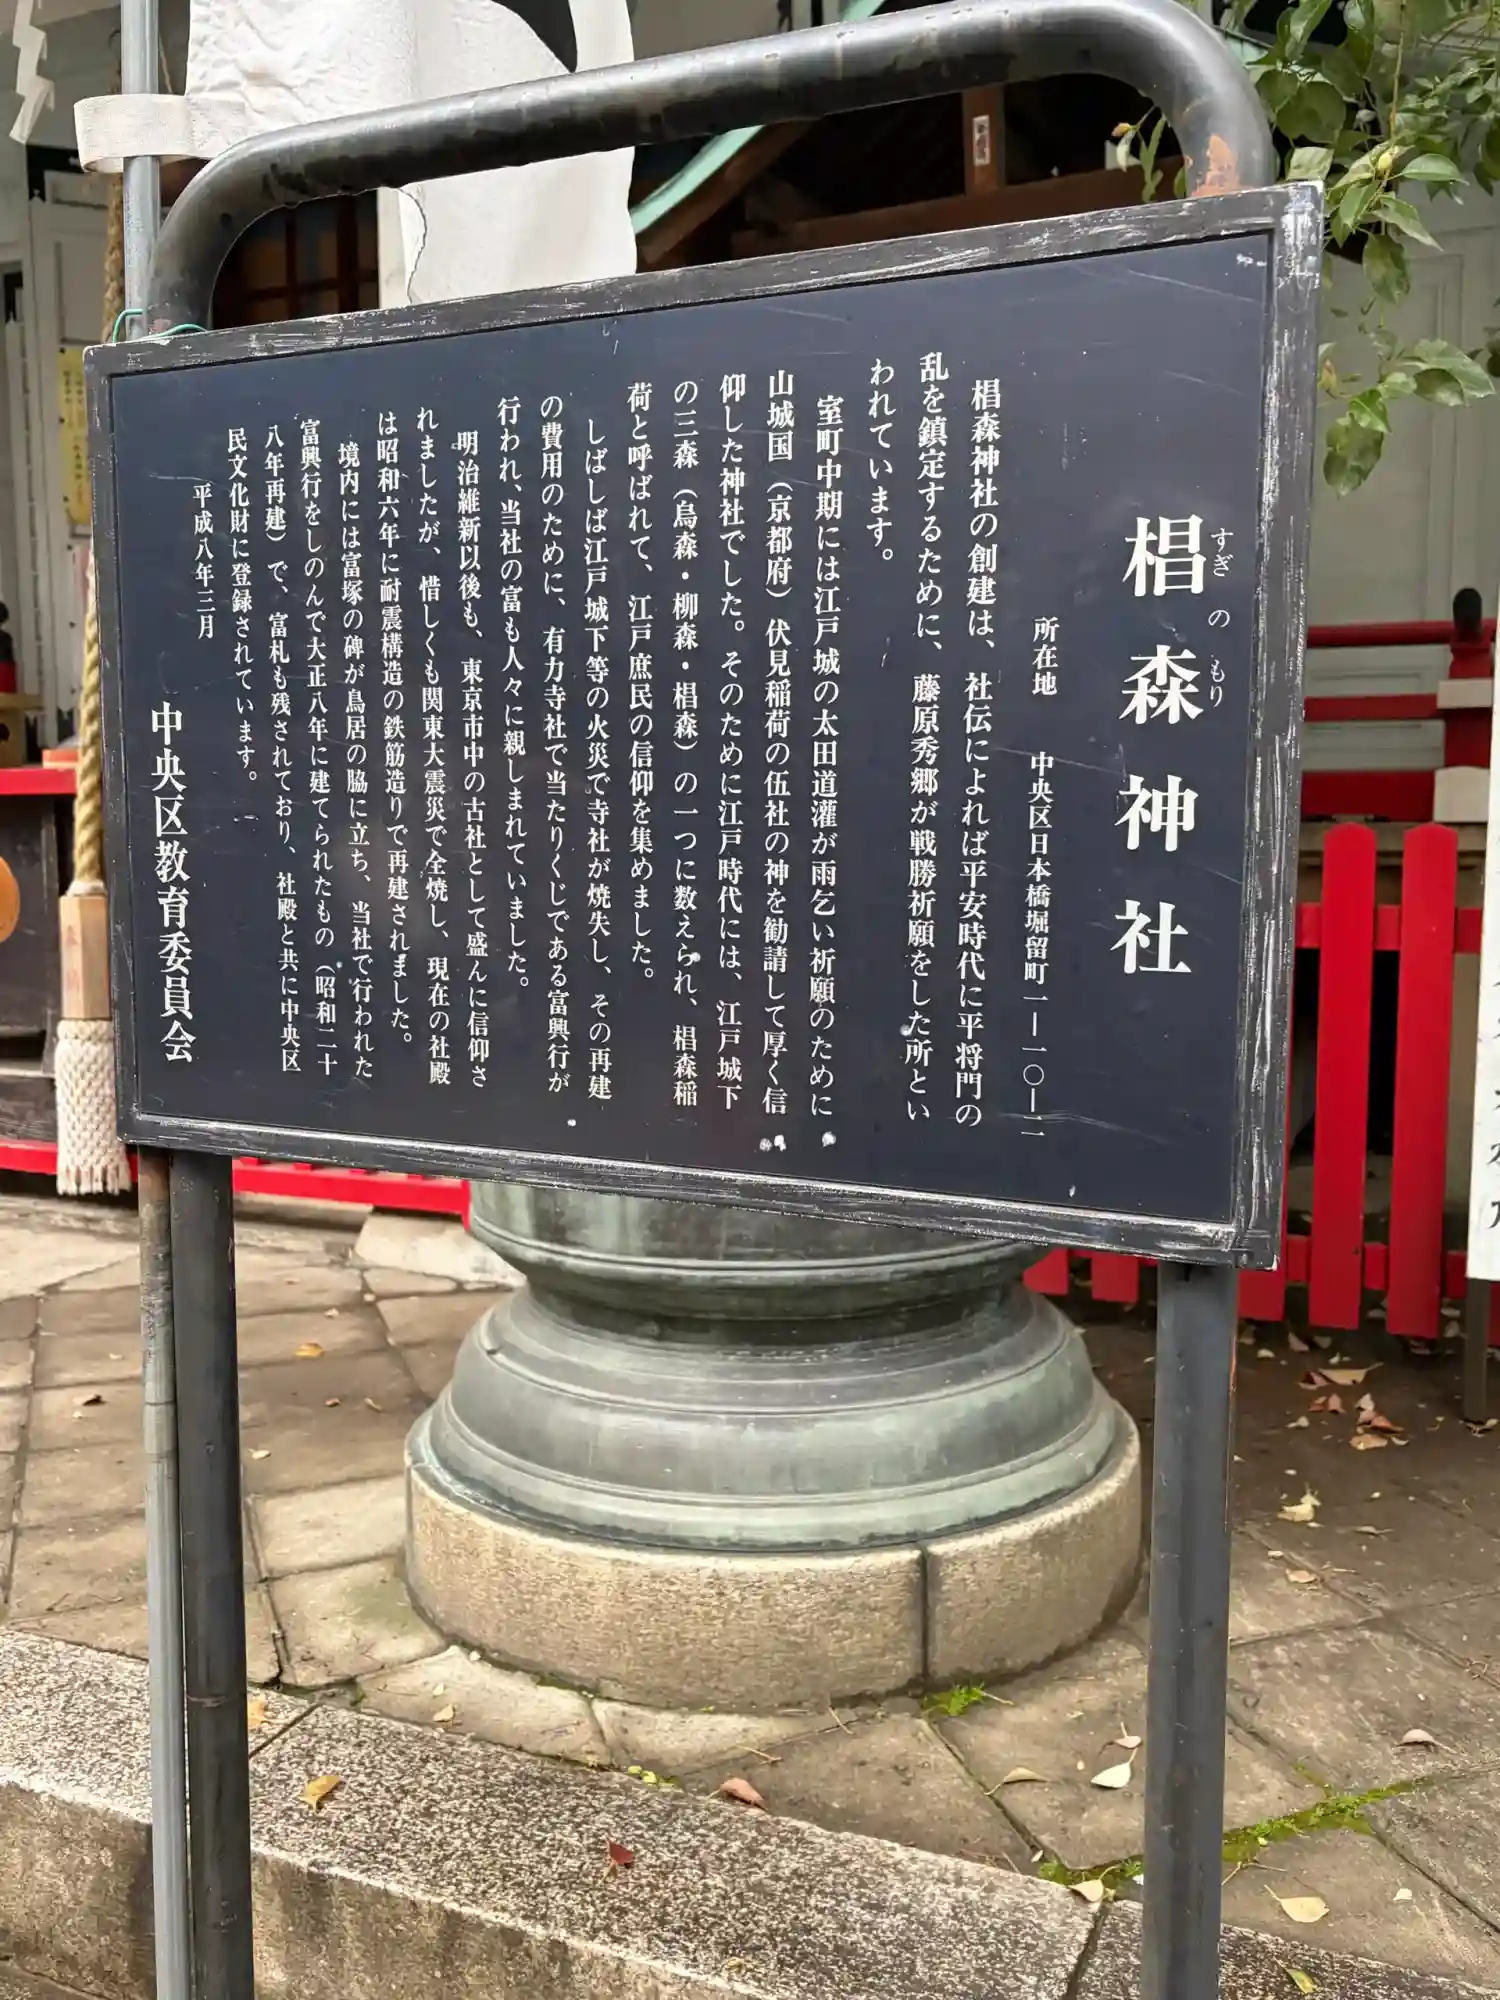 椙森神社
すぎのもり
所在地 中央区日本橋堀留町一―一〇―二
椙森神社の創建は、社伝によれば平安時代に平将門の
乱を鎮定するために、藤原秀郷が戦勝祈願をした所とい
われています。
室町中期には江戸城の太田道灌が雨乞い祈願のために
山城国（京都府）伏見稲荷の伍社の神を勧請して厚く信
仰した神社でした。そのために江戸時代には、江戸城下
の三森（烏森・柳森・椙森）の一つに数えられ、椙森稲
荷と呼ばれて、江戸庶民の信仰を集めました。
しばしば江戸城下等の火災で寺社が焼失し、その再建
の費用のために、有力寺社で当たりくじである富興行が
行われ、当社の富も人々に親しまれていました。
明治維新以後も、東京市中の古社として盛んに信仰さ
れましたが、惜しくも関東大震災で全焼し、現在の社殿
は昭和六年に耐震構造の鉄筋造りで再建されました。
境内には富塚の碑が鳥居の脇に立ち、当社で行われた
富興行をしのんで大正八年に建てられたもの（昭和二十
八年再建）で、富札も残されており、社殿と共に中央区
民文化財に登録されています。
平成八年三月
中央区教育委員会